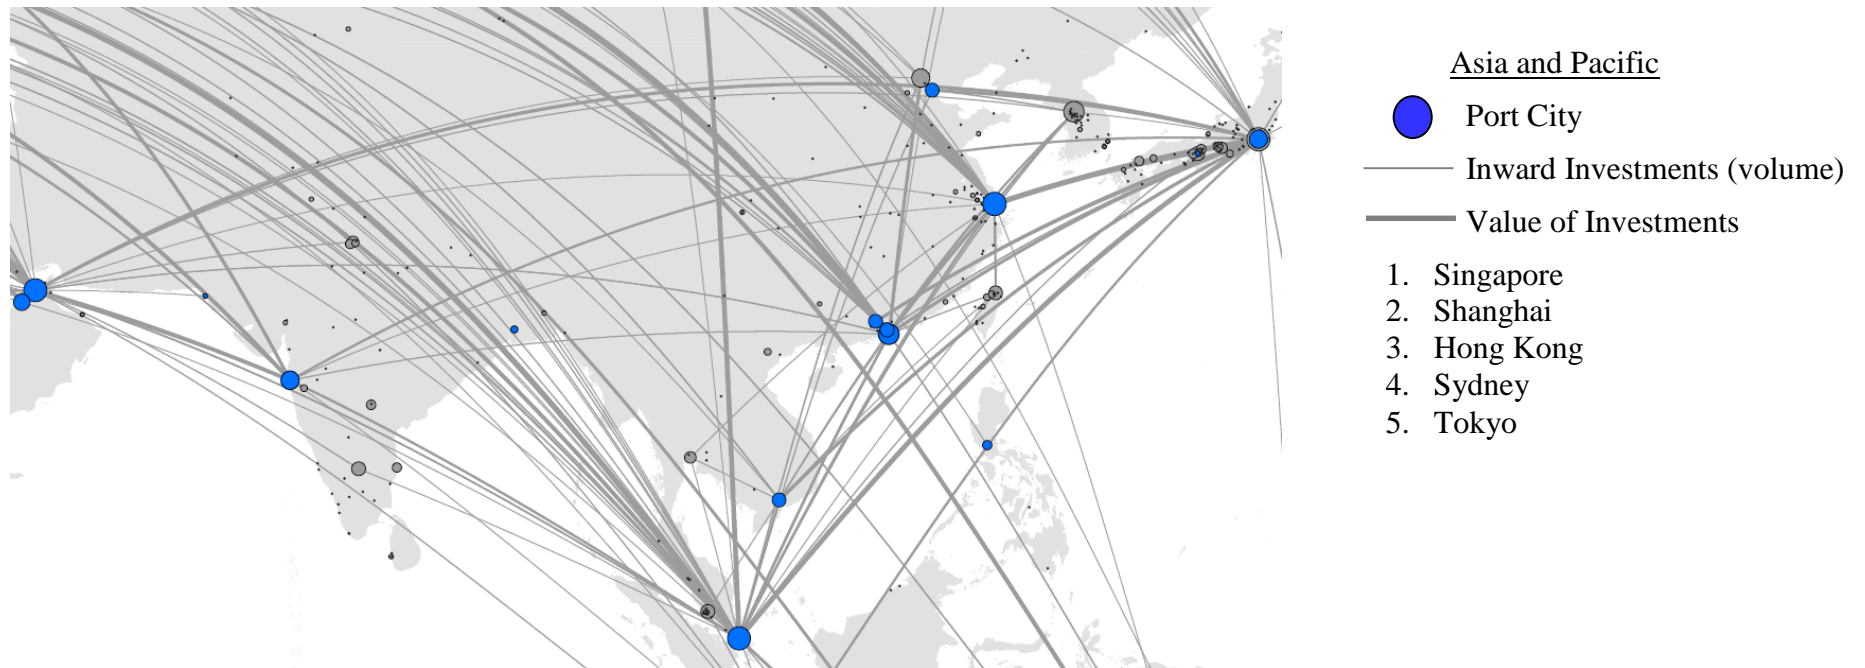 Asia and Pacific
Port City
Inward Investments (volume)
Value of Investments
1. Singapore
2. Shanghai
3. Hong Kong
4. Sydney
5. Tokyo